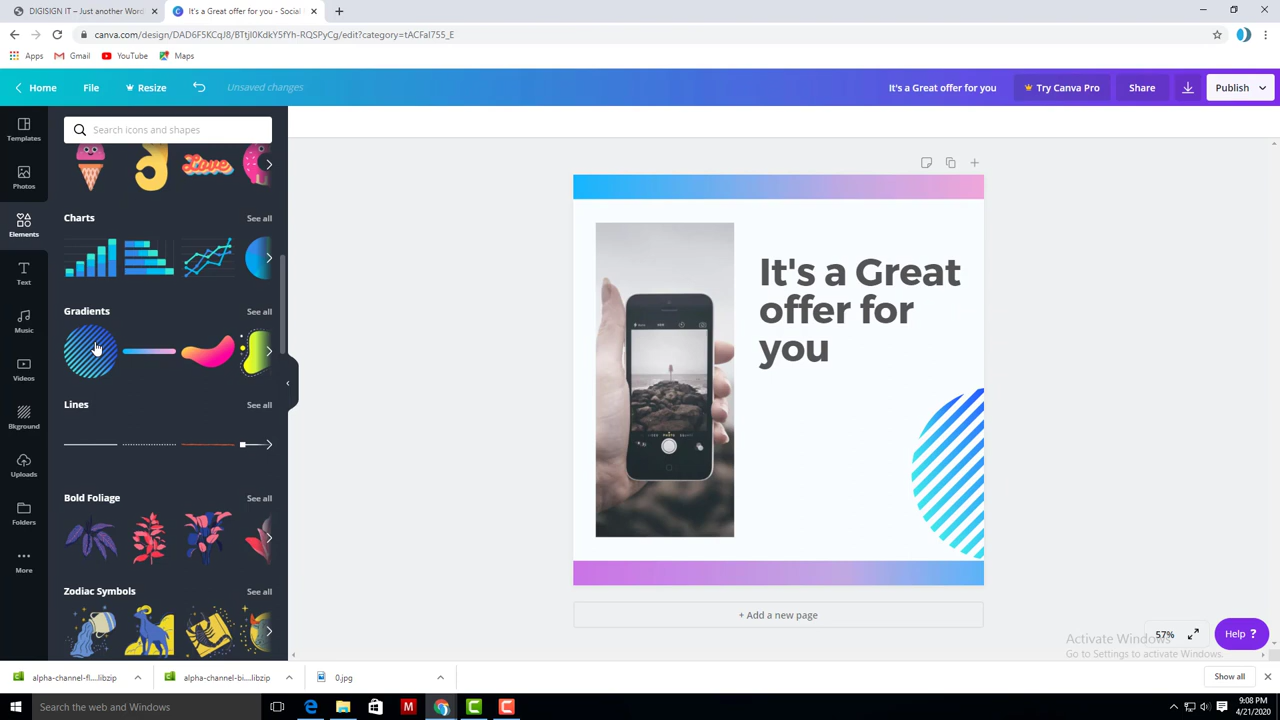 DIGISIGN IT – Just another Wor
It's a Great offer for you - Social
canva.com/design/DAD6F5KCqJ8/BTtjl0KdkY5fYh-RQSPyCg/edit?category=tACFal755_E
Apps Gmail YouTube Maps
Home File Resize Unsaved changes It's a Great offer for you Try Canva Pro Share Publish
Templates
Photos
Elements
Text
Music
Videos
Bkground
Uploads
Folders
More
Search icons and shapes
Love
Charts See all
Gradients See all
Lines See all
Bold Foliage See all
Zodiac Symbols See all
It's a Great
offer for
you
+ Add a new page
57%
Help ?
Activate Windows
Go to Settings to activate Windows.
alpha-channel-fl....libzip
alpha-channel-bi....libzip
0.jpg
Show all
Search the web and Windows
9:08 PM
4/21/2020